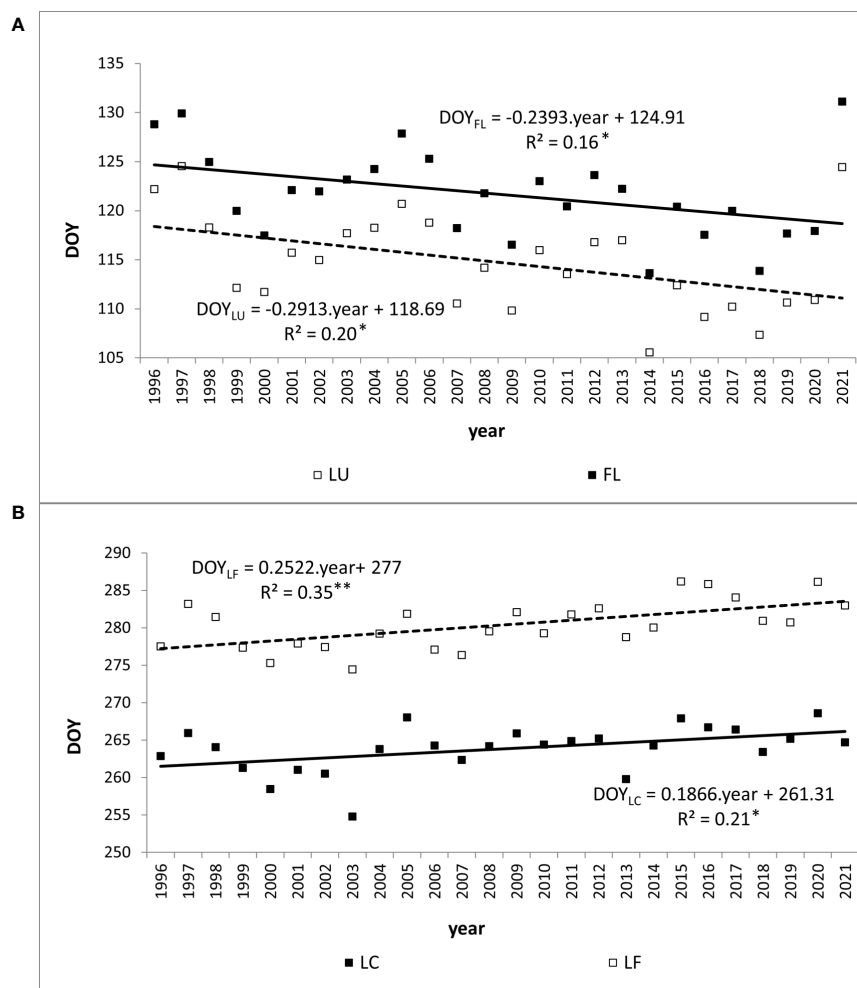 A
135
130
125
120
115
110
105
DOY
DOY_FL = -0.2393.year + 124.91
R² = 0.16*
DOY_LU = -0.2913.year + 118.69
R² = 0.20*
1996 1997 1998 1999 2000 2001 2002 2003 2004 2005 2006 2007 2008 2009 2010 2011 2012 2013 2014 2015 2016 2017 2018 2019 2020 2021
year
LU FL
B
290
285
280
275
270
265
260
255
250
DOY
DOY_LF = 0.2522.year+ 277
R² = 0.35**
DOY_LC = 0.1866.year + 261.31
R² = 0.21*
1996 1997 1998 1999 2000 2001 2002 2003 2004 2005 2006 2007 2008 2009 2010 2011 2012 2013 2014 2015 2016 2017 2018 2019 2020 2021
year
LC LF